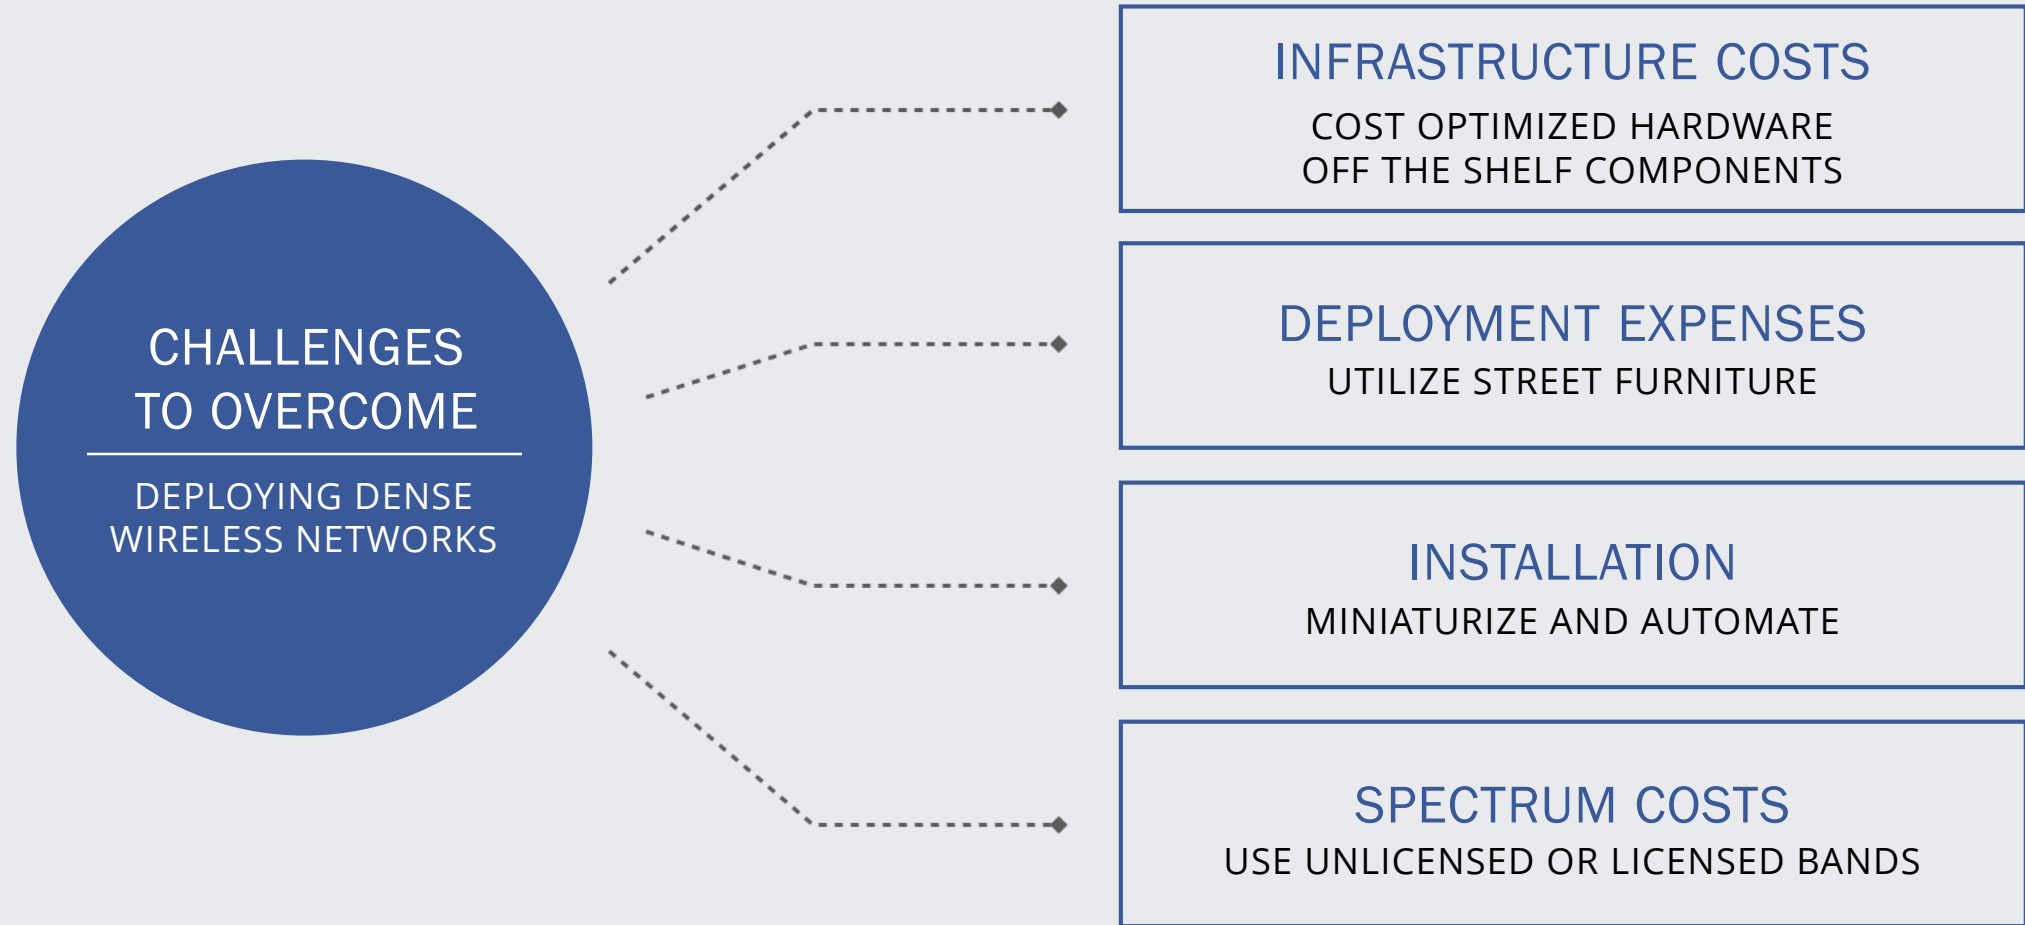 CHALLENGES
TO OVERCOME
DEPLOYING DENSE
WIRELESS NETWORKS
INFRASTRUCTURE COSTS
COST OPTIMIZED HARDWARE
OFF THE SHELF COMPONENTS
DEPLOYMENT EXPENSES
UTILIZE STREET FURNITURE
INSTALLATION
MINIATURIZE AND AUTOMATE
SPECTRUM COSTS
USE UNLICENSED OR LICENSED BANDS